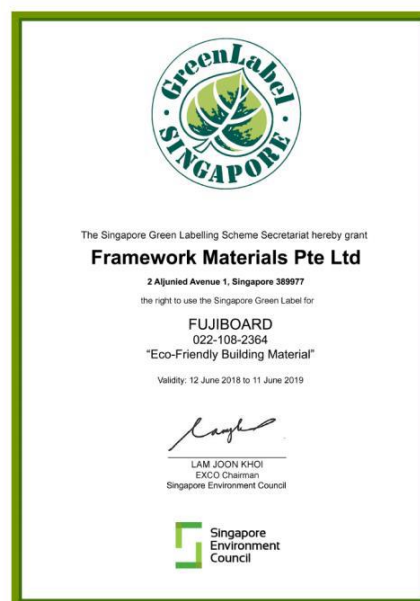 GreenLabel
SINGAPORE
The Singapore Green Labelling Scheme Secretariat hereby grant
Framework Materials Pte Ltd
2 Aljunied Avenue 1, Singapore 389977
the right to use the Singapore Green Label for
FUJIBOARD
022-108-2364
"Eco-Friendly Building Material"
Validity: 12 June 2018 to 11 June 2019
LAM JOON KHOI
EXCO Chairman
Singapore Environment Council
Singapore
Environment
Council